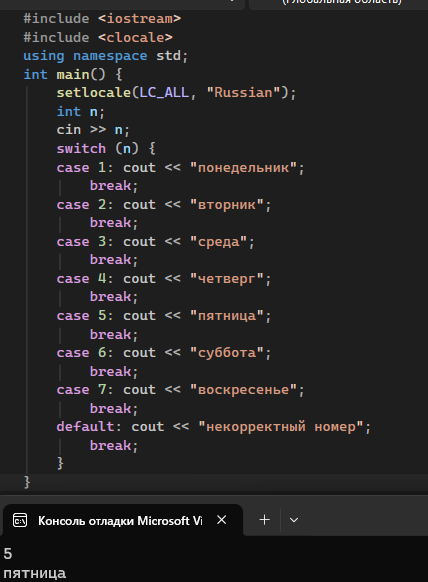 (Глобальная область)
#include <iostream>
#include <clocale>
using namespace std;
int main() {
setlocale(LC_ALL, "Russian");
int n;
cin >> n;
switch (n) {
case 1: cout << "понедельник";
break;
case 2: cout << "вторник";
break;
case 3: cout << "среда";
break;
case 4: cout << "четверг";
break;
case 5: cout << "пятница";
break;
case 6: cout << "суббота";
break;
case 7: cout << "воскресенье";
break;
default: cout << "некорректный номер";
break;
}
}
Консоль отладки Microsoft Vi
5
пятница